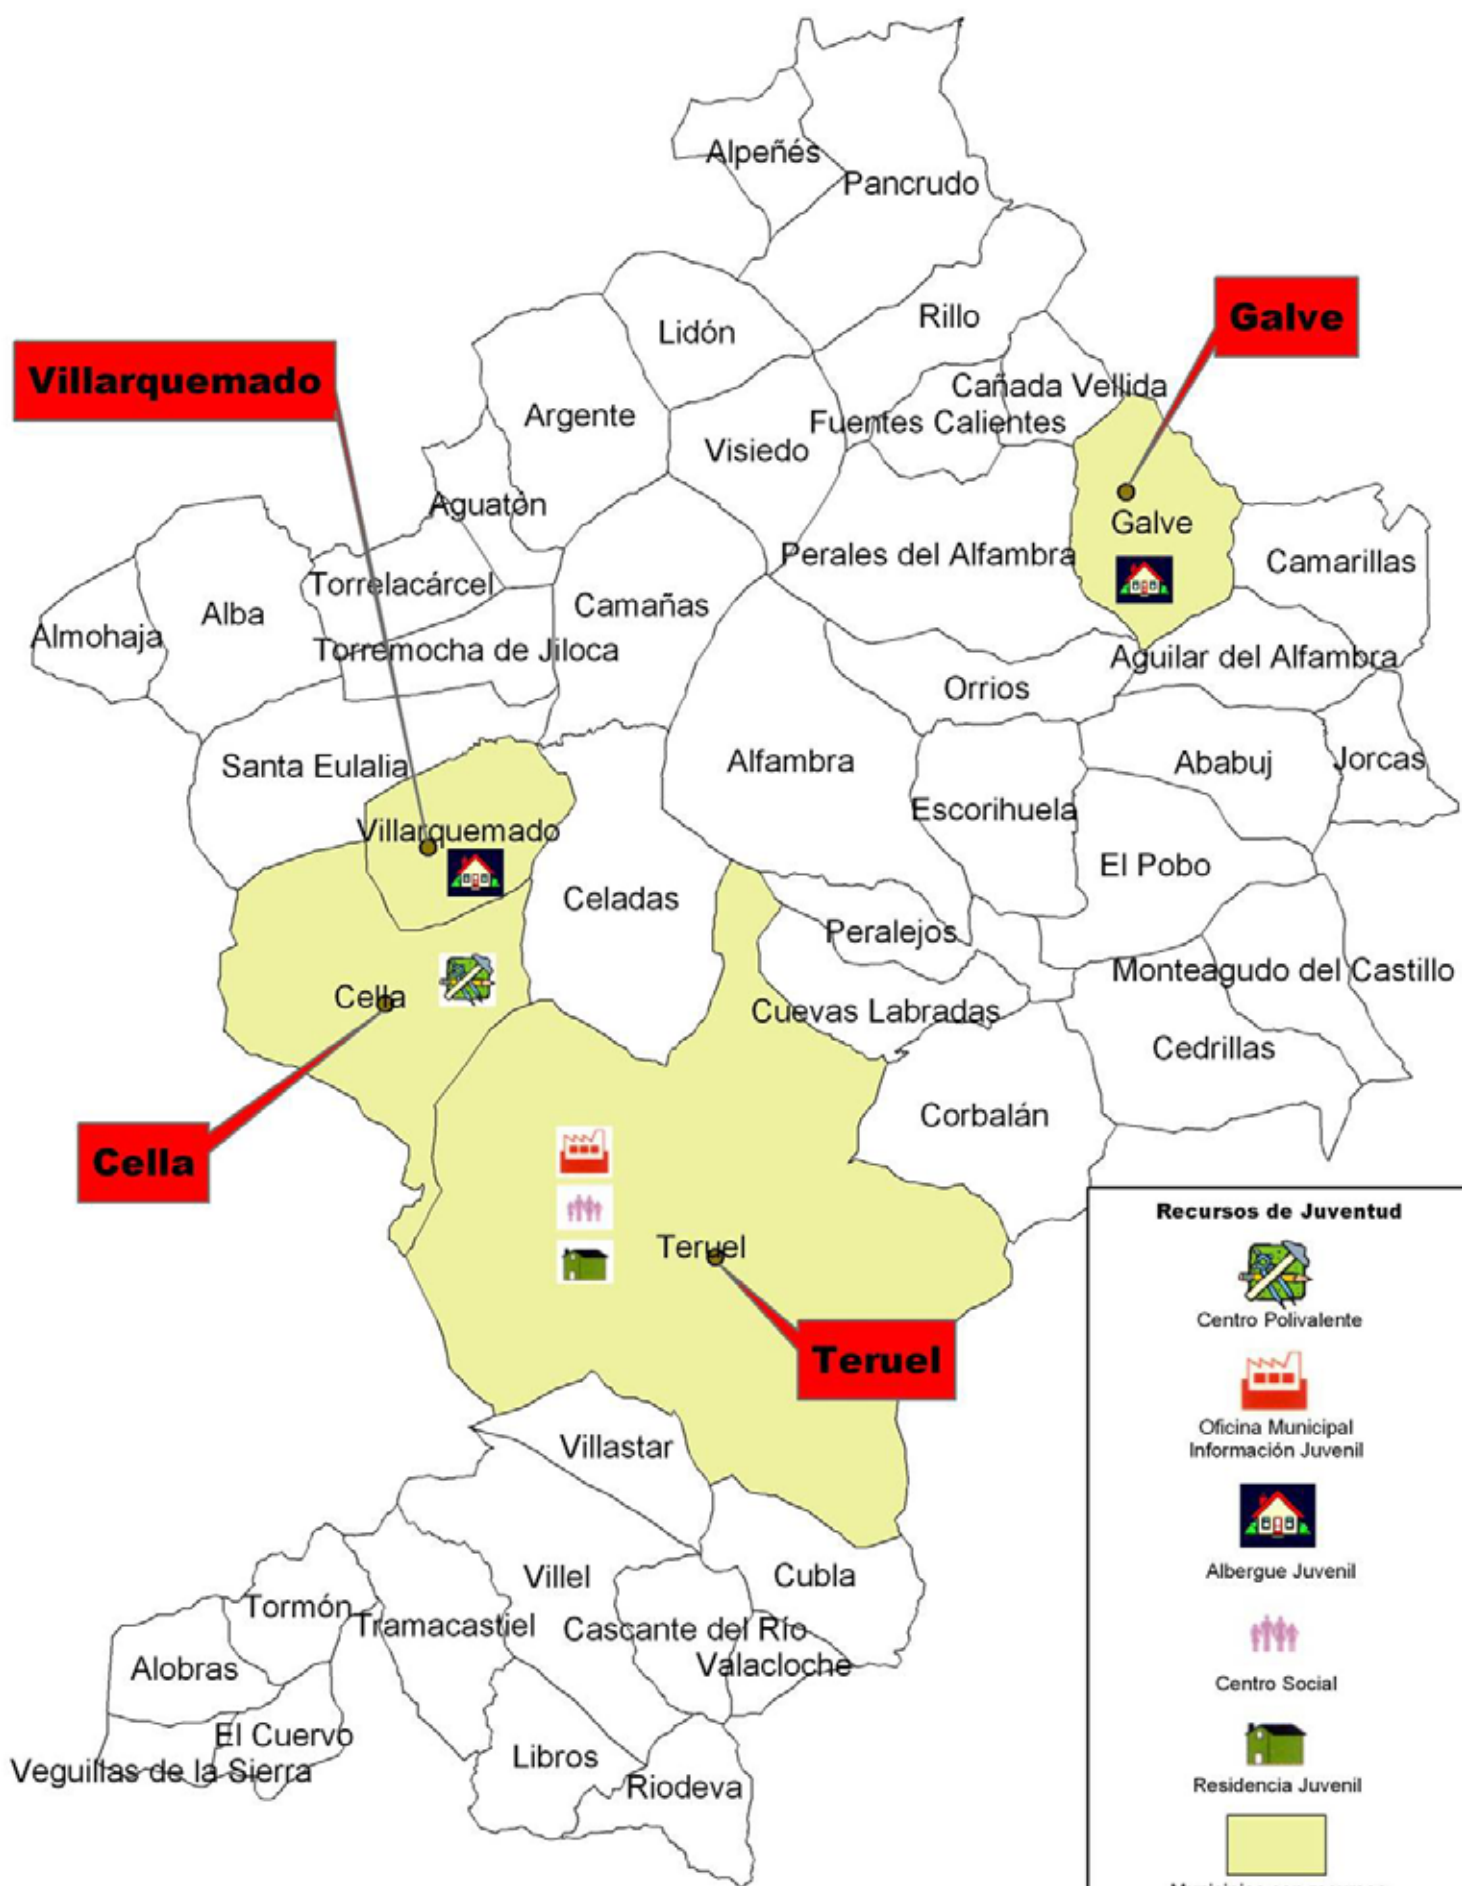 Alpeñés
Pancrudo
Galve
Rillo
Lidón
Villarquemado
Cañada Vellida
Argente
Fuentes Calientes
Visiedo
Aguatón
Galve
Perales del Alfambra
Camarillas
Torrelacárcel
Camañas
Alba
Almohaja
Torremocha de Jiloca
Aguilar del Alfambra
Orrios
Santa Eulalia
Alfambra
Ababuj
Jorcas
Escorihuela
Villarquemado
El Pobo
Celadas
Peralejos
Monteagudo del Castillo
Cella
Cuevas Labradas
Cedrillas
Corbalán
Cella
Teruel
Teruel
Villastar
Villel
Cubla
Tormón
Tramacastiel
Cascante del Río
Valacloche
Alobras
El Cuervo
Veguillas de la Sierra
Libros
Riodeva
Recursos de Juventud
Centro Polivalente
Oficina Municipal
Información Juvenil
Albergue Juvenil
Centro Social
Residencia Juvenil